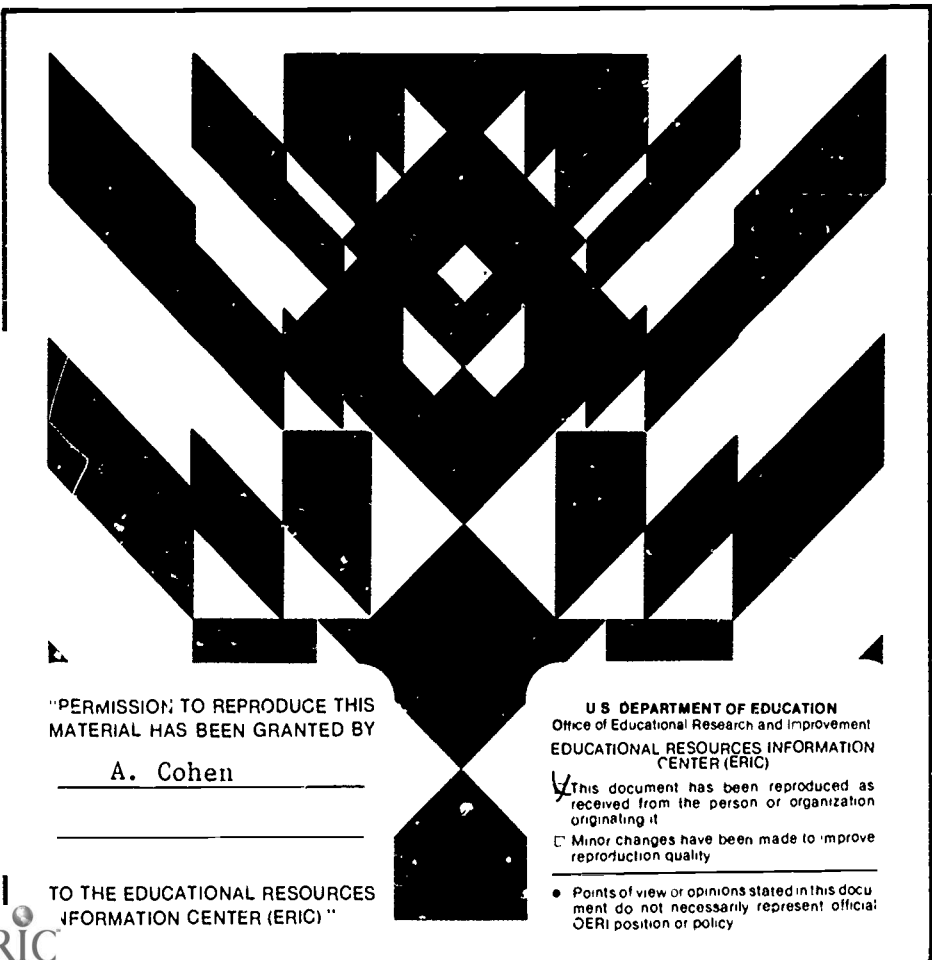 "PERMISSION TO REPRODUCE THIS
MATERIAL HAS BEEN GRANTED BY
A. Cohen
TO THE EDUCATIONAL RESOURCES
INFORMATION CENTER (ERIC)"
U S DEPARTMENT OF EDUCATION
Office of Educational Research and Improvement
EDUCATIONAL RESOURCES INFORMATION
CENTER (ERIC)
This document has been reproduced as
received from the person or organization
originating it
Minor changes have been made to improve
reproduction quality
● Points of view or opinions stated in this docu
ment do not necessarily represent official
OERI position or policy
ERIC